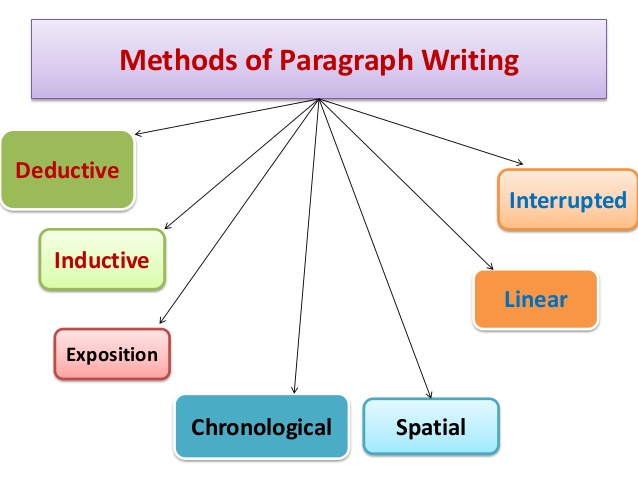 Methods of Paragraph Writing
Deductive
Interrupted
Inductive
Linear
Exposition
Chronological
Spatial